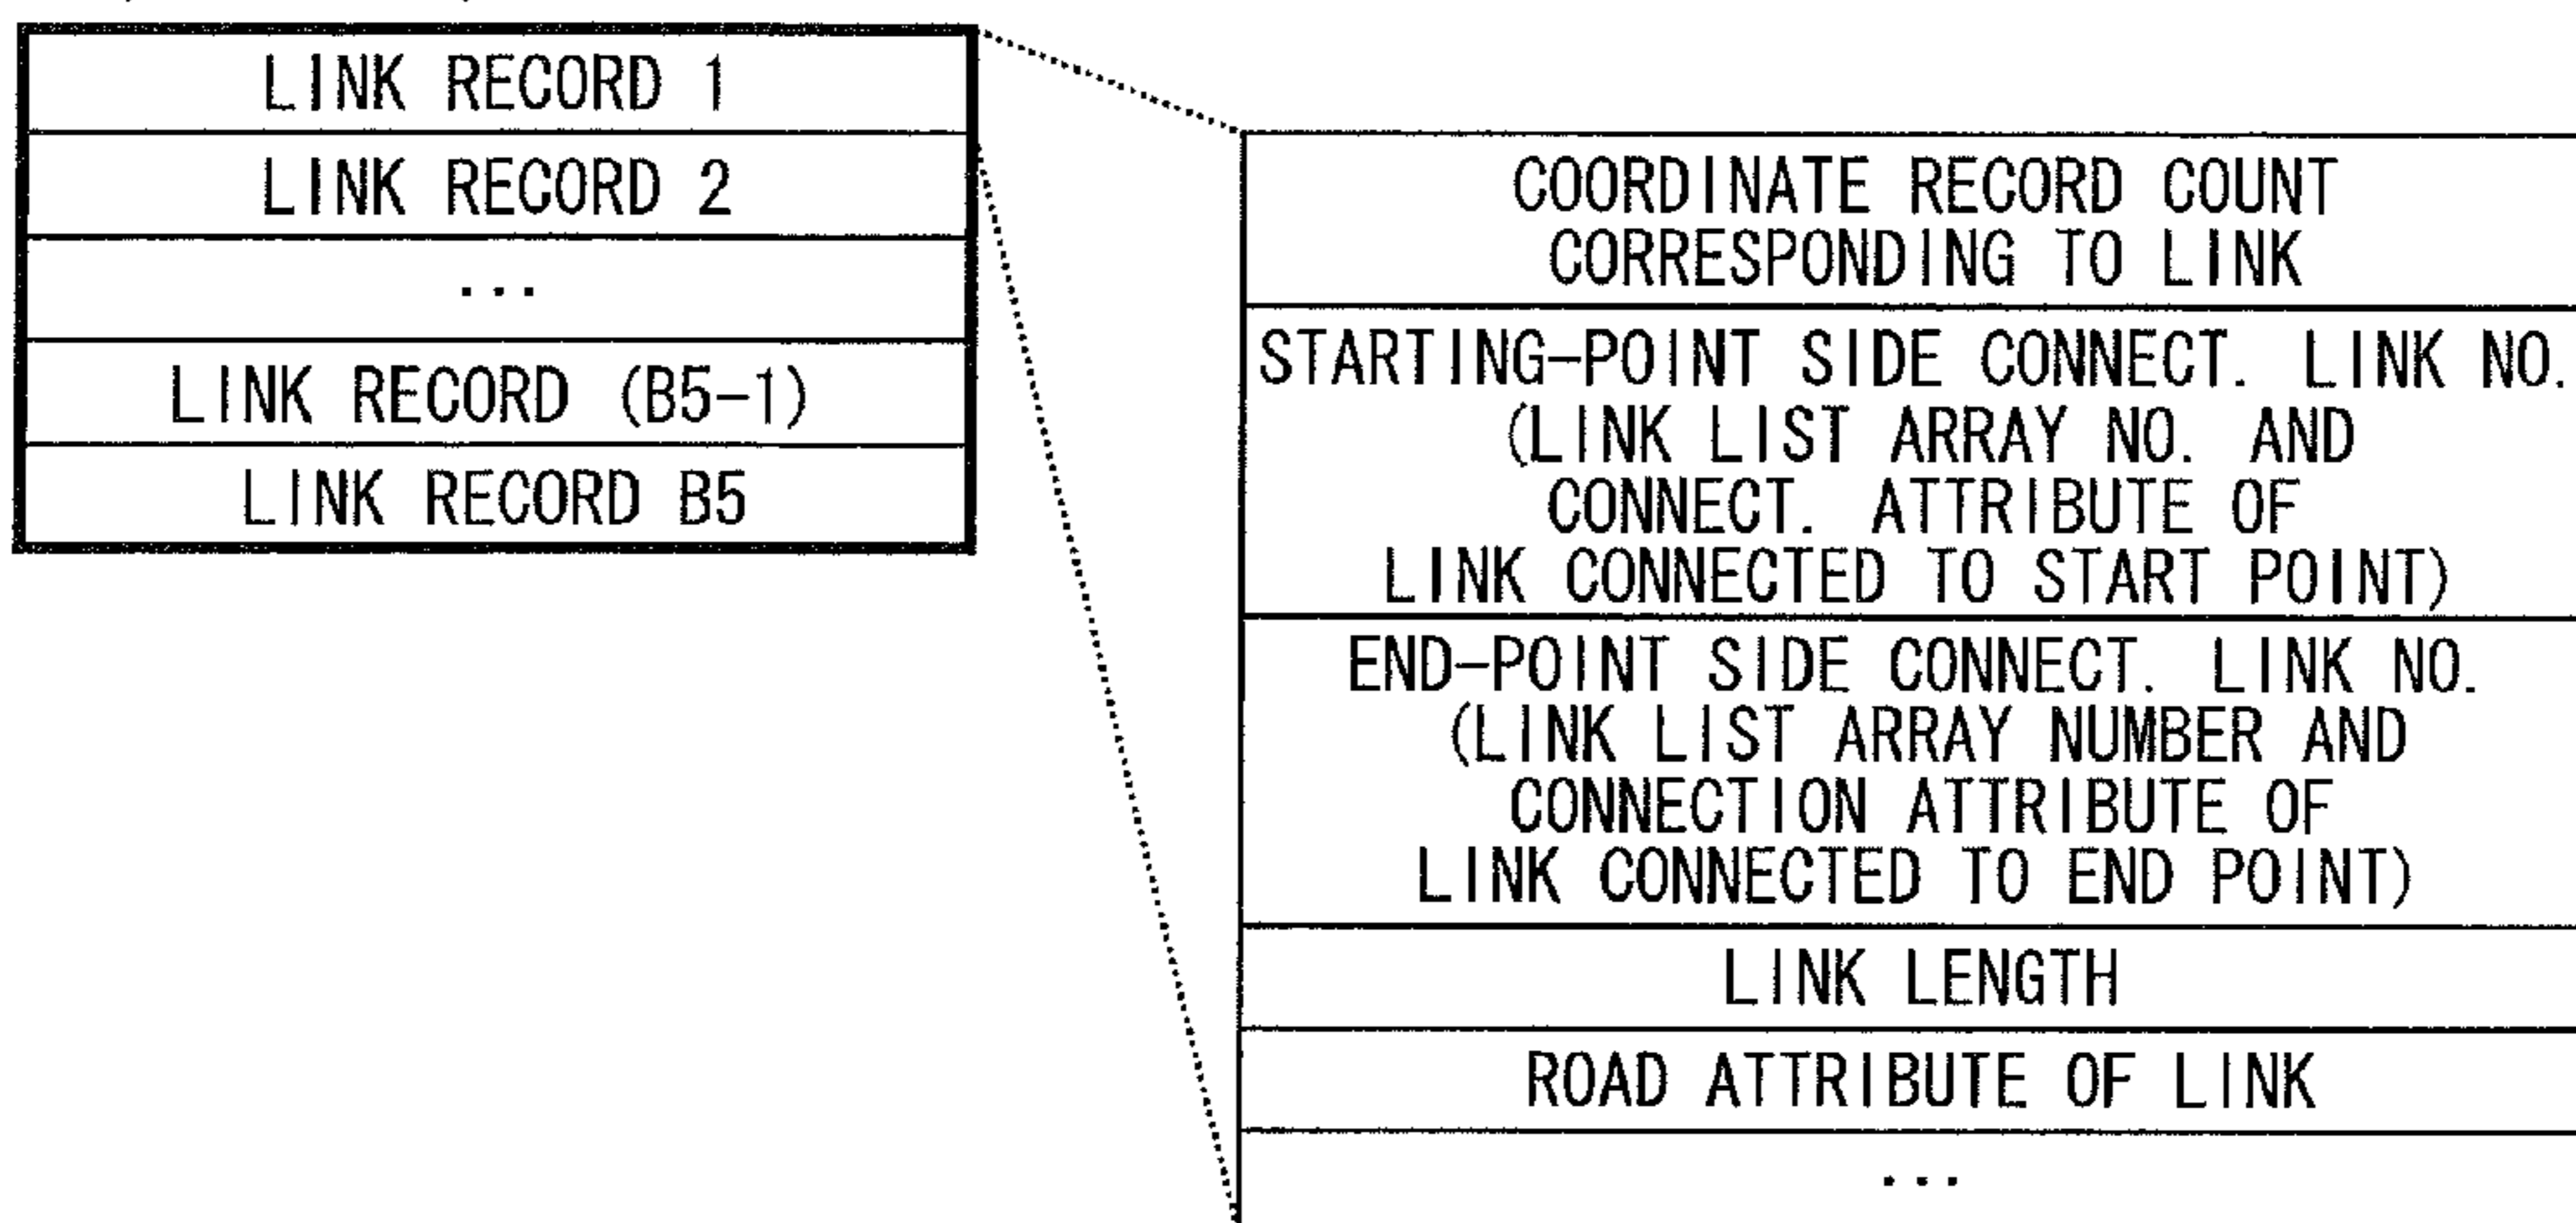 LINK RECORD 1
LINK RECORD 2
...
LINK RECORD (B5-1)
LINK RECORD B5
COORDINATE RECORD COUNT
CORRESPONDING TO LINK
STARTING-POINT SIDE CONNECT. LINK NO.
(LINK LIST ARRAY NO. AND
CONNECT. ATTRIBUTE OF
LINK CONNECTED TO START POINT)
END-POINT SIDE CONNECT. LINK NO.
(LINK LIST ARRAY NUMBER AND
CONNECTION ATTRIBUTE OF
LINK CONNECTED TO END POINT)
LINK LENGTH
ROAD ATTRIBUTE OF LINK
...